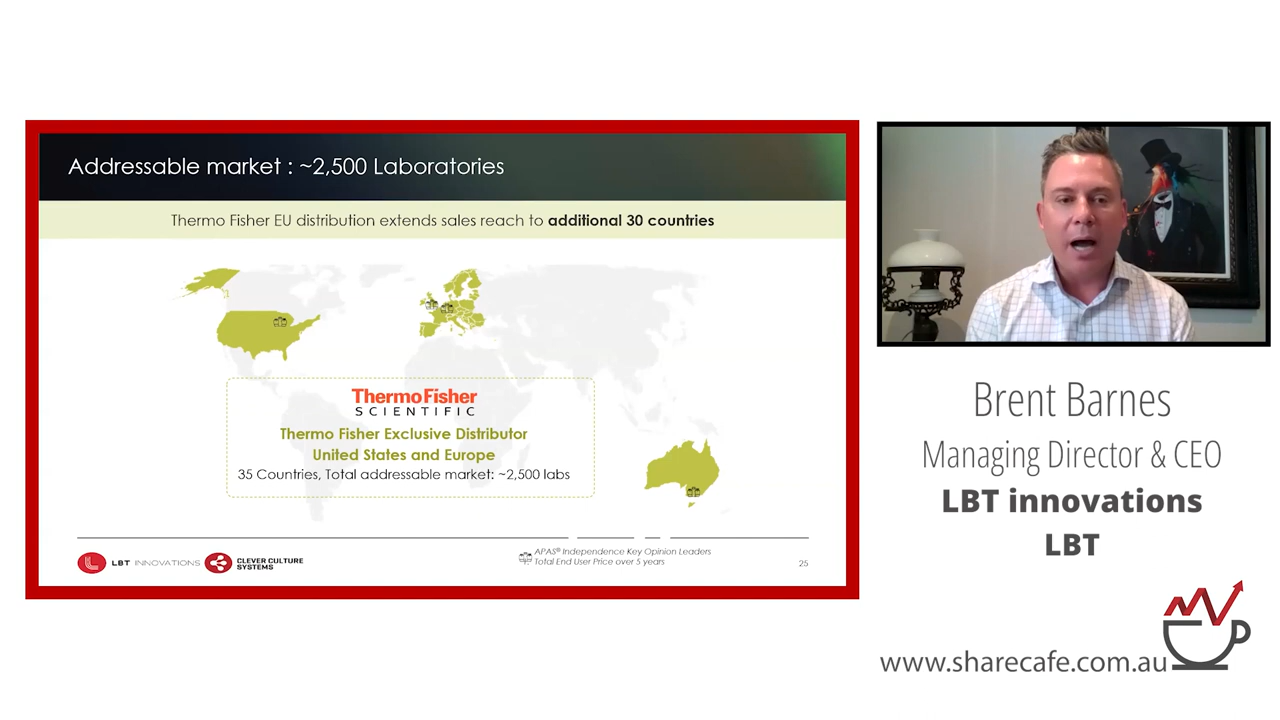 Addressable market : ~2,500 Laboratories
Thermo Fisher EU distribution extends sales reach to additional 30 countries
ThermoFisher
SCIENTIFIC
Thermo Fisher Exclusive Distributor
United States and Europe
35 Countries, Total addressable market: ~2,500 labs
APAS® Independence Key Opinion Leaders
Total End User Price over 5 years
LBT INNOVATIONS
CLEVER CULTURE
SYSTEMS
25
Brent Barnes
Managing Director & CEO
LBT innovations
LBT
www.sharecafe.com.au